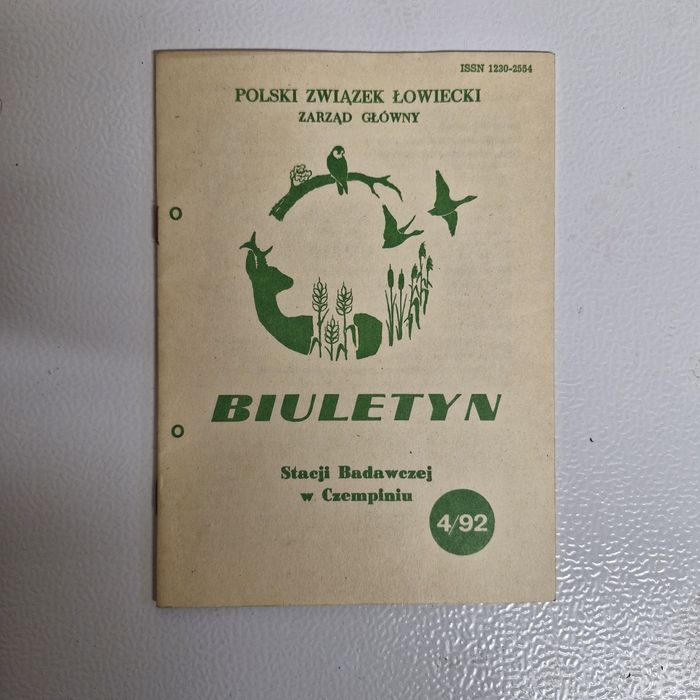 ISSN 1230-2554
POLSKI ZWIĄZEK ŁOWIECKI
ZARZĄD GŁÓWNY
BIULETYN
Stacji Badawczej
w Czempiniu
4/92